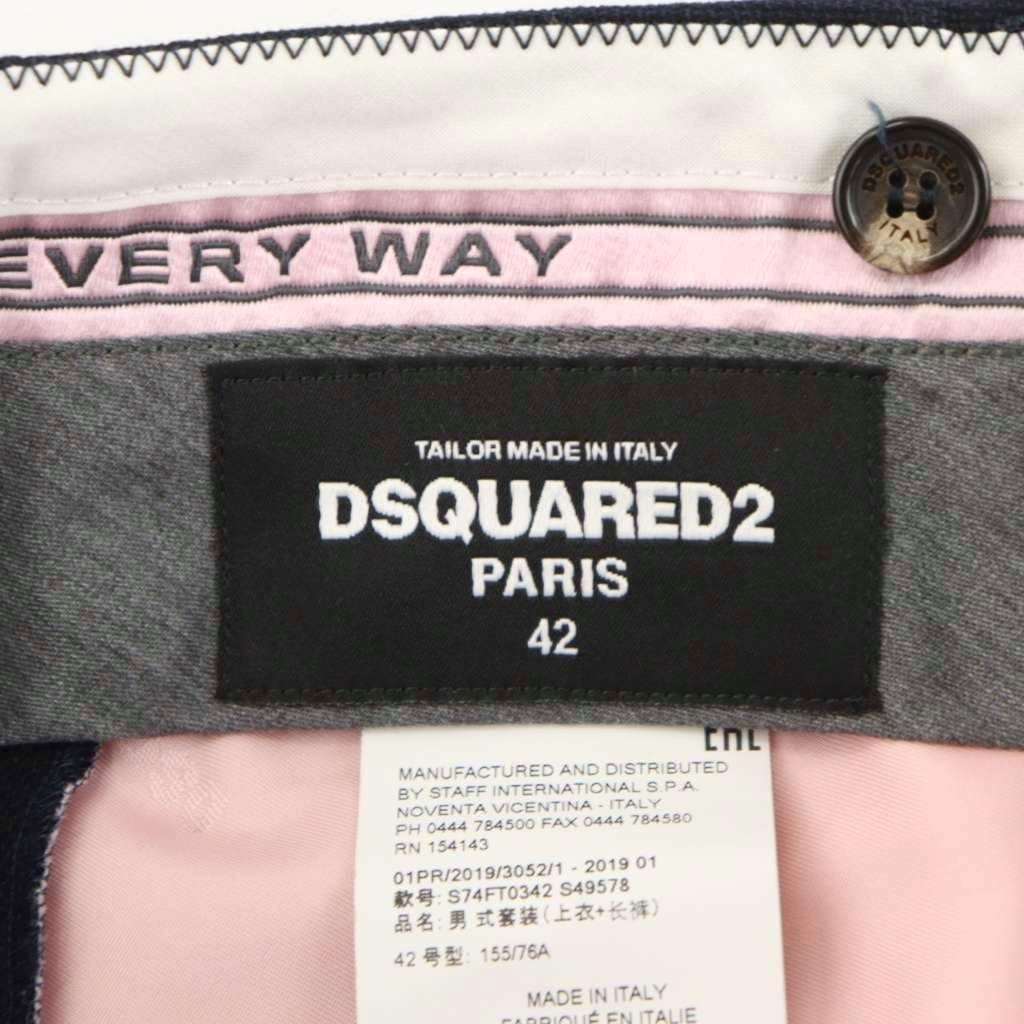 DSQUARED2
ITALY
EVERY WAY
TAILOR MADE IN ITALY
DSQUARED2
PARIS
42
EAC
MANUFACTURED AND DISTRIBUTED
BY STAFF INTERNATIONAL S.P.A.
NOVENTA VICENTINA - ITALY
PH 0444 784500 FAX 0444 784580
RN 154143
01PR/2019/3052/1 - 2019 01
款号: S74FT0342 S49578
品名: 男 式套装(上衣+长裤)
42 号型: 155/76A
MADE IN ITALY
FABRIQUÉ EN ITALIE